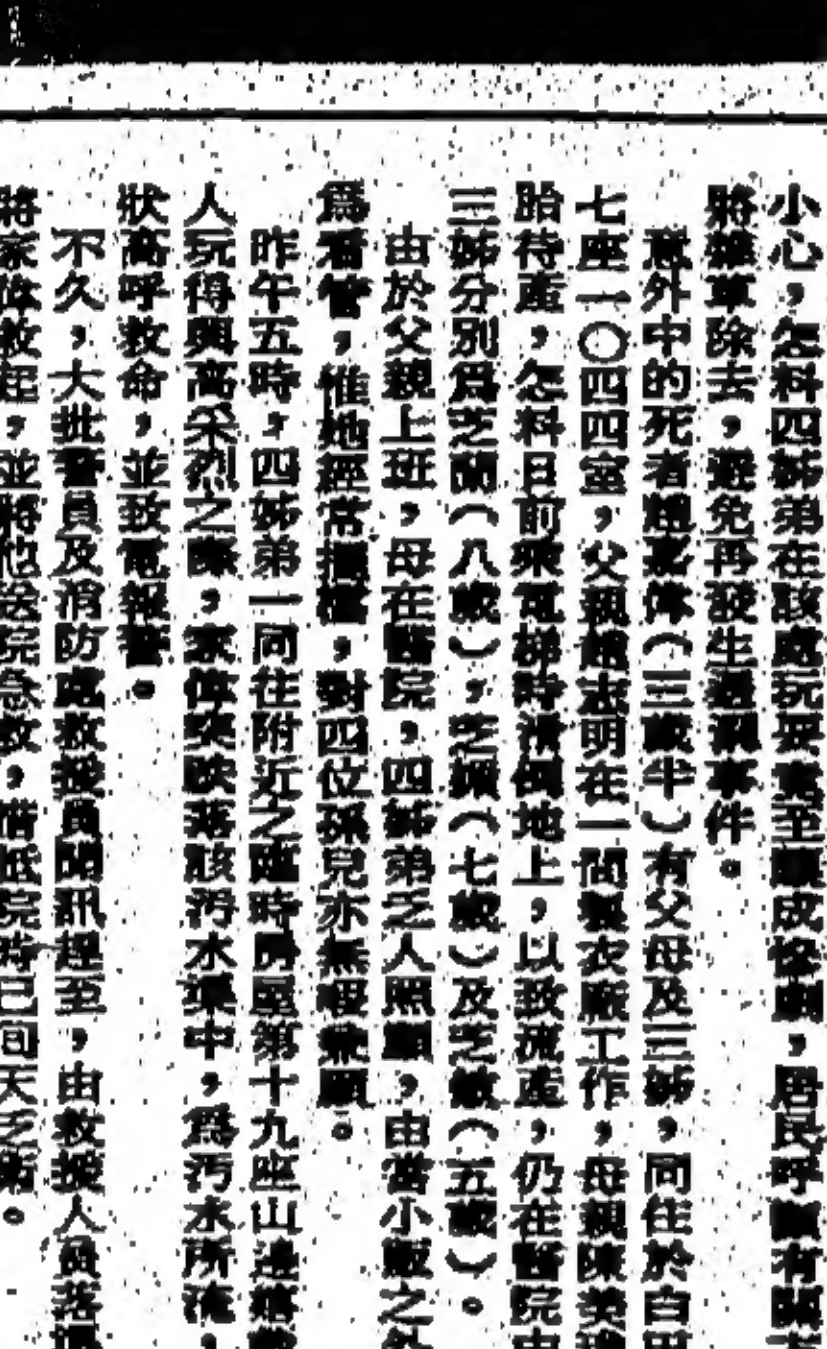 小心，怎料四姊弟在該處玩耍竟至釀成慘劇，居民呼籲有關
將雜草除去，避免再發生過類事件。
意外中的死者趙家偉（三歲半）有父母及三姊，同住於白田
七座一〇四四室，父親趙志明在一間製衣廠工作，母親陳美
胎待產，怎料日前乘電梯時滑倒地上，以致流產，仍在醫院
三姊分別爲芝蘭（八歲），芝（七歲）及芝（五歲）。
由於父親上班，母在醫院，四姊弟乏人照顧，由當小販之外
爲看管，惟她經常擺檔，對四位孫兒亦無暇兼顧。
昨午五時，四姊弟一同往附近之臨時房屋第十九座山邊嬉
人玩得興高采烈之際，家偉突跌落該污水渠中，爲污水所淹，
狀高呼救命，並致電報警。
不久，大批警員及消防處救援員聞訊趕至，由救援人員落
將家偉救起，並將他送院急救，惜抵院時已回天乏術。